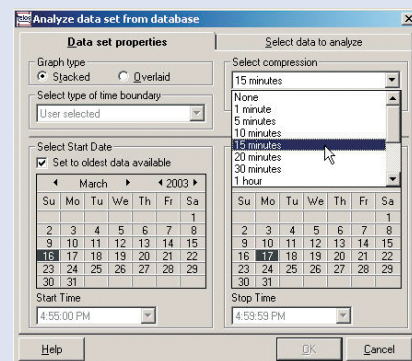 telog Analyze data set from database
Data set properties
Select data to analyze
Graph type
Stacked Overlaid
Select type of time boundary
User selected
Select compression
15 minutes
None
1 minute
5 minutes
10 minutes
15 minutes
20 minutes
30 minutes
1 hour
Select Start Date
Set to oldest data available
March 2003
Su Mo Tu We Th Fr Sa
1
2 3 4 5 6 7 8
9 10 11 12 13 14 15
16 17 18 19 20 21 22
23 24 25 26 27 28 29
30 31
Start Time
4:55:00 PM
Su Mo Tu We Th Fr Sa
1
2 3 4 5 6 7 8
9 10 11 12 13 14 15
16 17 18 19 20 21 22
23 24 25 26 27 28 29
30 31
Stop Time
4:59:59 PM
Help
OK
Cancel